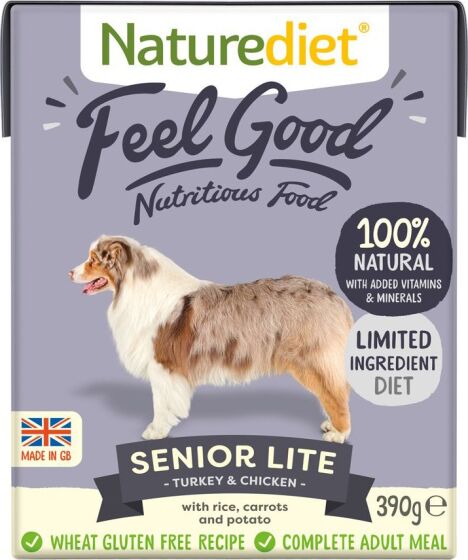 Naturediet®
Feel Good
Nutritious Food
100%
NATURAL
WITH ADDED VITAMINS
& MINERALS
LIMITED
INGREDIENT
DIET
MADE IN GB
SENIOR LITE
- TURKEY & CHICKEN -
with rice, carrots
and potato
390g℮
WHEAT GLUTEN FREE RECIPE
COMPLETE ADULT MEAL